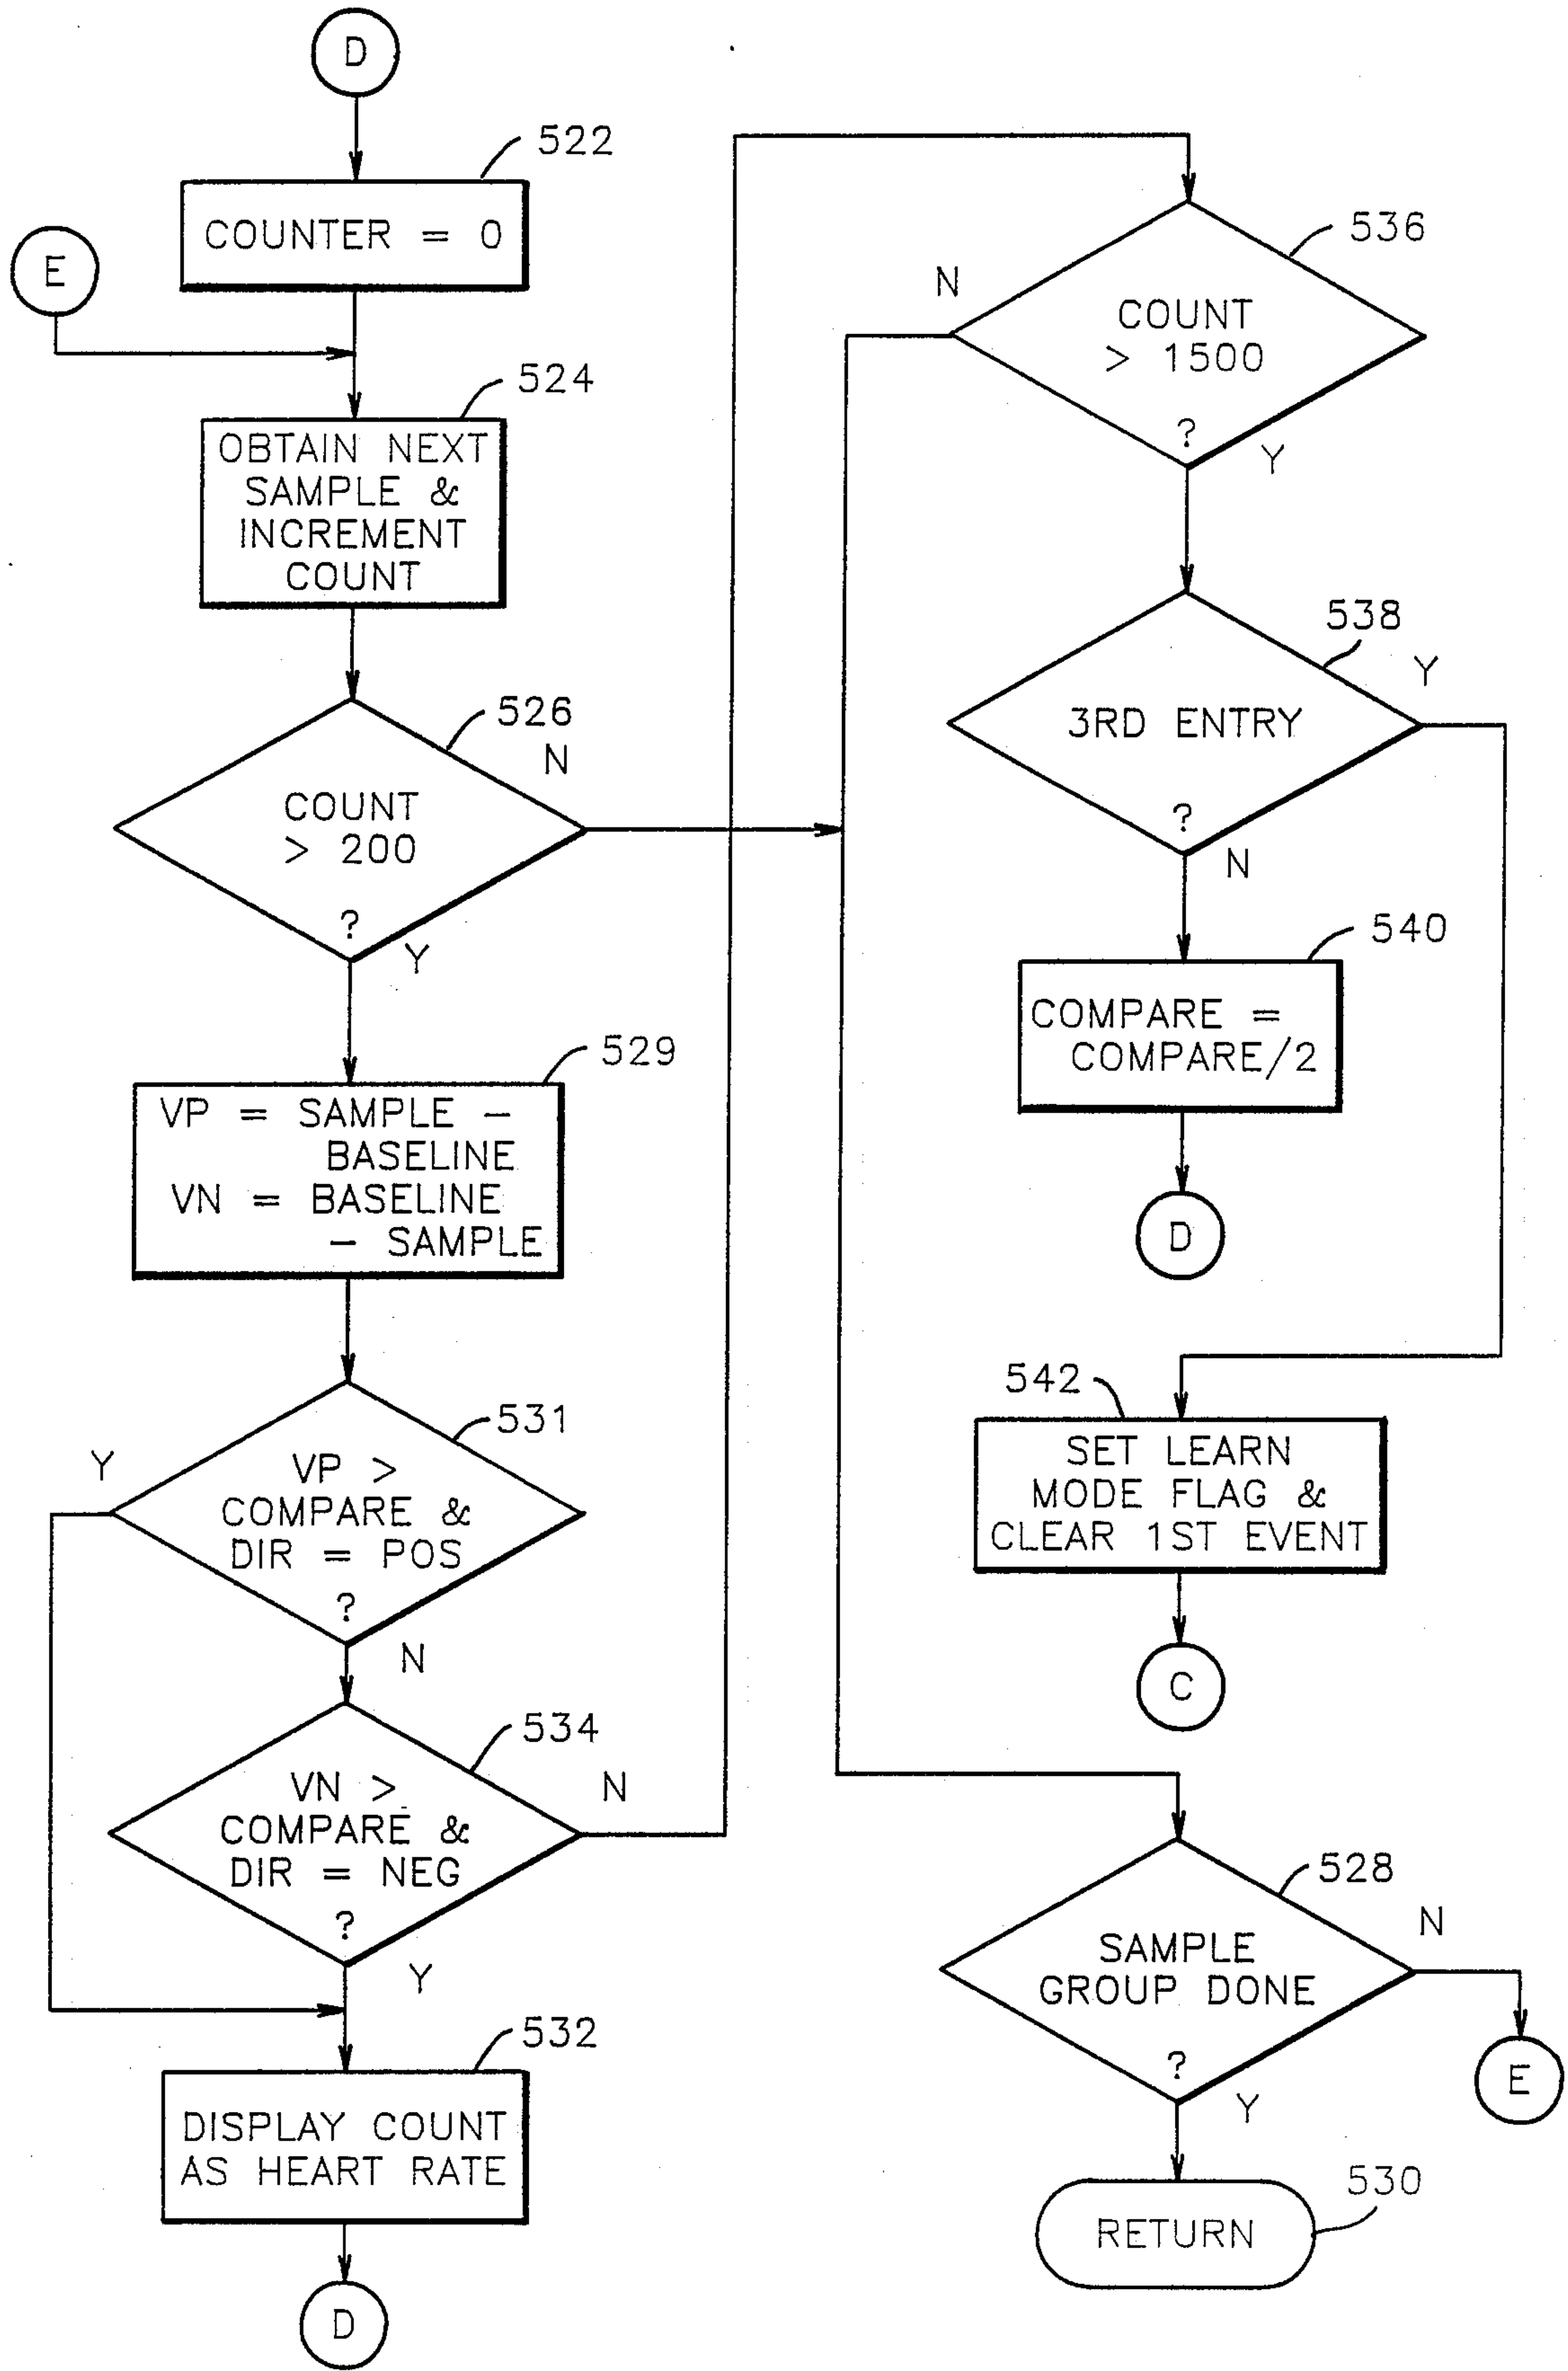 D
522
COUNTER = 0
E
524
OBTAIN NEXT
SAMPLE &
INCREMENT
COUNT
526
N
COUNT
> 200
?
Y
529
VP = SAMPLE –
BASELINE
VN = BASELINE
– SAMPLE
531
Y
VP >
COMPARE &
DIR = POS
?
N
534
N
VN >
COMPARE &
DIR = NEG
?
Y
532
DISPLAY COUNT
AS HEART RATE
D
536
N
COUNT
> 1500
?
Y
538
Y
3RD ENTRY
?
N
540
COMPARE =
COMPARE/2
D
542
SET LEARN
MODE FLAG &
CLEAR 1ST EVENT
C
528
N
SAMPLE
GROUP DONE
?
Y
E
530
RETURN